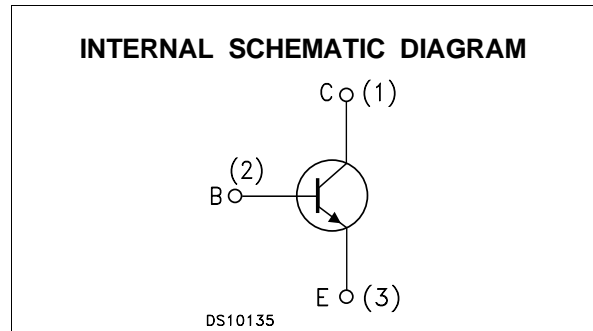 INTERNAL SCHEMATIC DIAGRAM
C (1)
(2)
B
E (3)
DS10135